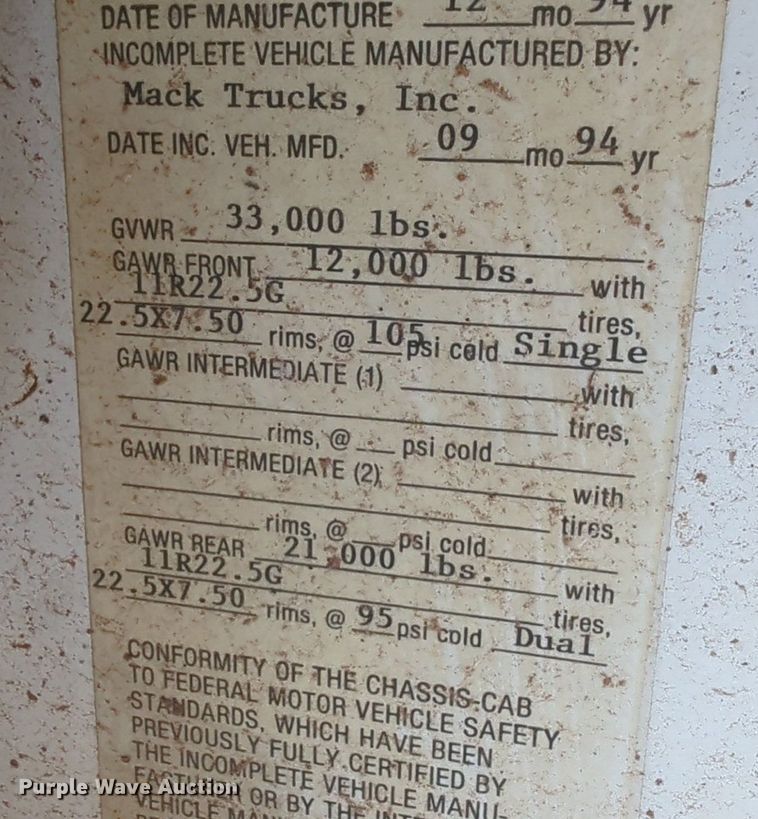 DATE OF MANUFACTURE 12 mo. 94 yr
INCOMPLETE VEHICLE MANUFACTURED BY:
Mack Trucks, Inc.
DATE INC. VEH. MFD. 09 mo. 94 yr
GVWR 33,000 lbs.
GAWR FRONT 12,000 lbs. with
11R22.5G tires,
22.5X7.50 rims, @ 105 psi cold Single
GAWR INTERMEDIATE (1) with
tires,
rims, @ psi cold
GAWR INTERMEDIATE (2) with
tires,
rims, @ psi cold
GAWR REAR 21 000 lbs. with
11R22.5G tires,
22.5X7.50 rims, @ 95 psi cold Dual
CONFORMITY OF THE CHASSIS-CAB
TO FEDERAL MOTOR VEHICLE SAFETY
STANDARDS, WHICH HAVE BEEN
PREVIOUSLY FULLY CERTIFIED BY
THE INCOMPLETE VEHICLE MANU-
FACTURER OR BY THE
VEHICLE
Purple Wave Auction